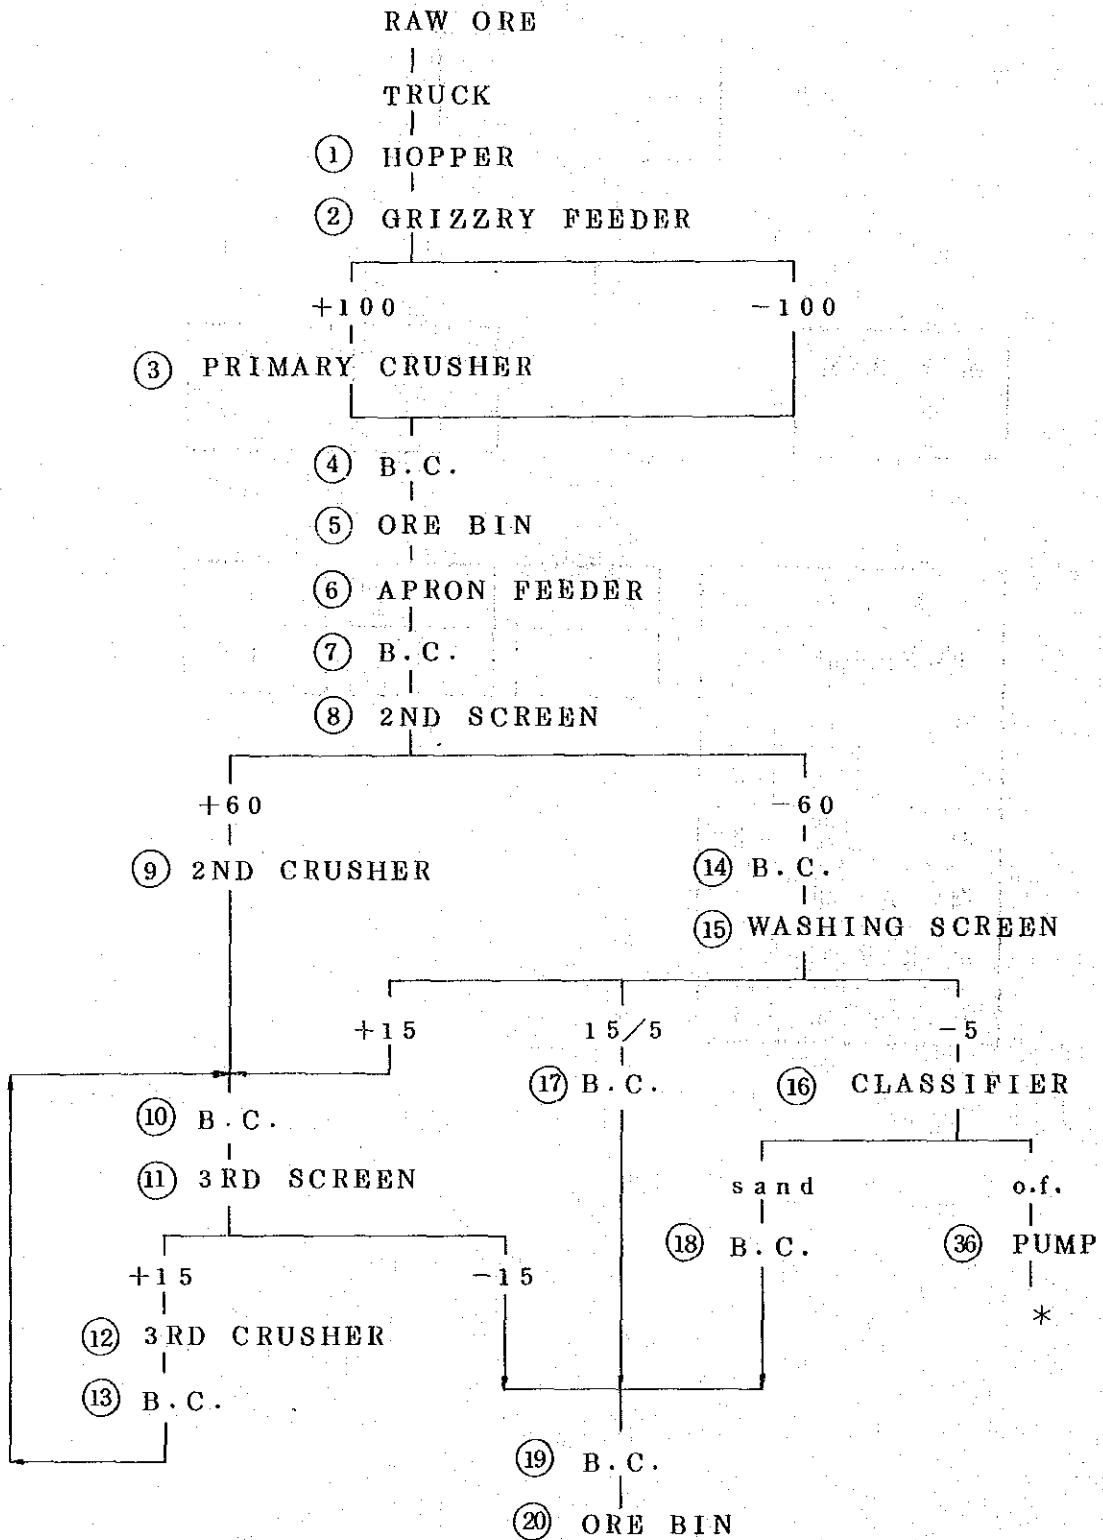 RAW ORE
TRUCK
① HOPPER
② GRIZZRY FEEDER
+100 -100
③ PRIMARY CRUSHER
④ B.C.
⑤ ORE BIN
⑥ APRON FEEDER
⑦ B.C.
⑧ 2ND SCREEN
+60 -60
⑨ 2ND CRUSHER ⑭ B.C.
⑮ WASHING SCREEN
+15 15/5 -5
⑰ B.C. ⑯ CLASSIFIER
⑩ B.C.
⑪ 3RD SCREEN sand o.f.
⑱ B.C. ㊱ PUMP
+15 -15
*
⑫ 3RD CRUSHER
⑬ B.C.
⑲ B.C.
⑳ ORE BIN